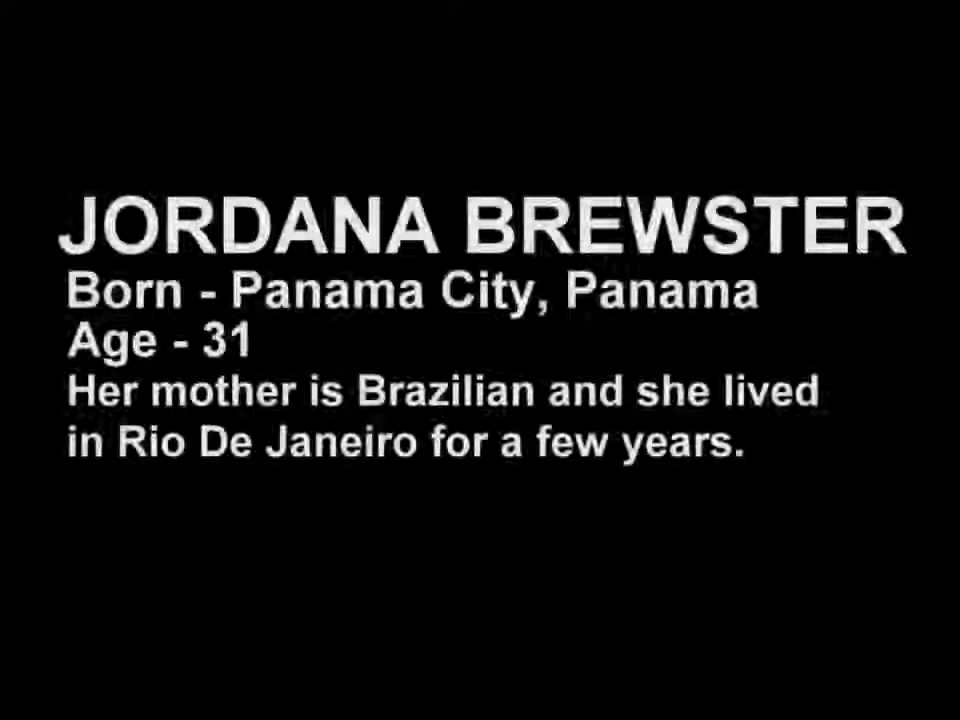 JORDANA BREWSTER
Born - Panama City, Panama
Age - 31
Her mother is Brazilian and she lived
in Rio De Janeiro for a few years.